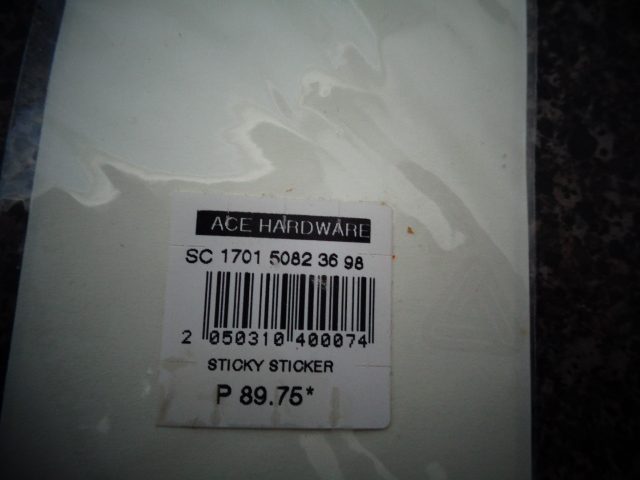 ACE HARDWARE
SC 1701 5082 36 98
2 050310 400074
STICKY STICKER
P 89.75*